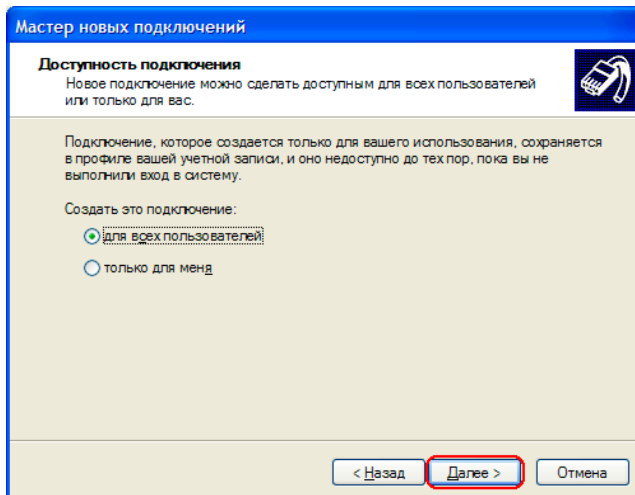 Мастер новых подключений
Доступность подключения
Новое подключение можно сделать доступным для всех пользователей
или только для вас.
Подключение, которое создается только для вашего использования, сохраняется
в профиле вашей учетной записи, и оно недоступно до тех пор, пока вы не
выполнили вход в систему.
Создать это подключение:
для всех пользователей
только для меня
< Назад Далее > Отмена